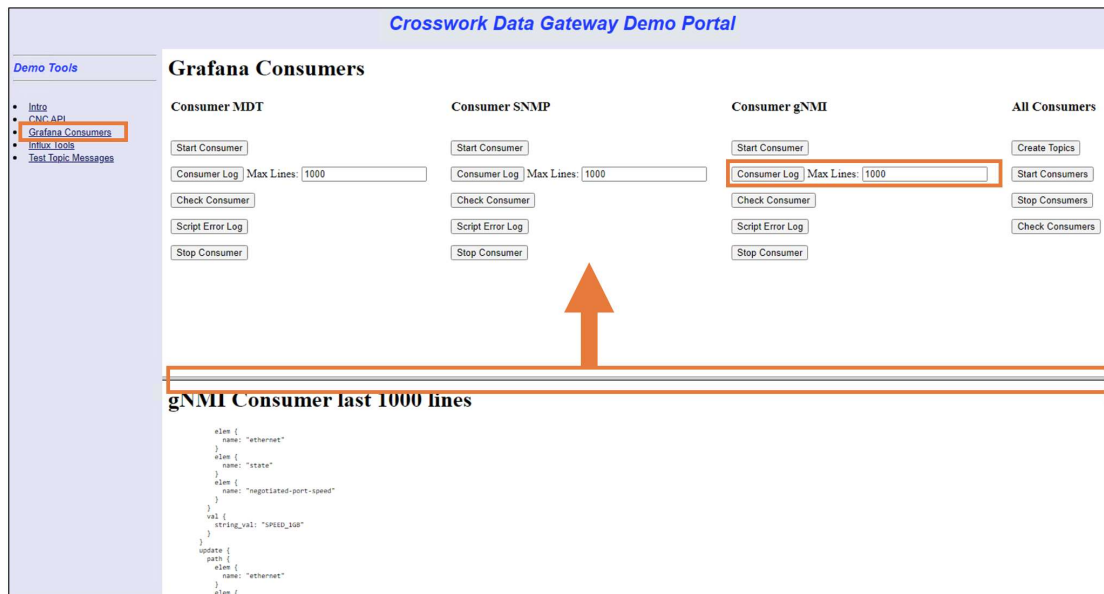 Crosswork Data Gateway Demo Portal
Demo Tools
Intro
CNC API
Grafana Consumers
Influx Tools
Test Topic Messages
Grafana Consumers
Consumer MDT
Start Consumer
Consumer Log Max Lines: 1000
Check Consumer
Script Error Log
Stop Consumer
Consumer SNMP
Start Consumer
Consumer Log Max Lines: 1000
Check Consumer
Script Error Log
Stop Consumer
Consumer gNMI
Start Consumer
Consumer Log Max Lines: 1000
Check Consumer
Script Error Log
Stop Consumer
All Consumers
Create Topics
Start Consumers
Stop Consumers
Check Consumers
gNMI Consumer last 1000 lines
elem {
name: "ethernet"
}
elem {
name: "state"
}
elem {
name: "negotiated-port-speed"
}
}
val {
string_val: "SPEED_1GB"
}
}
update {
path {
elem {
name: "ethernet"
}
elem {